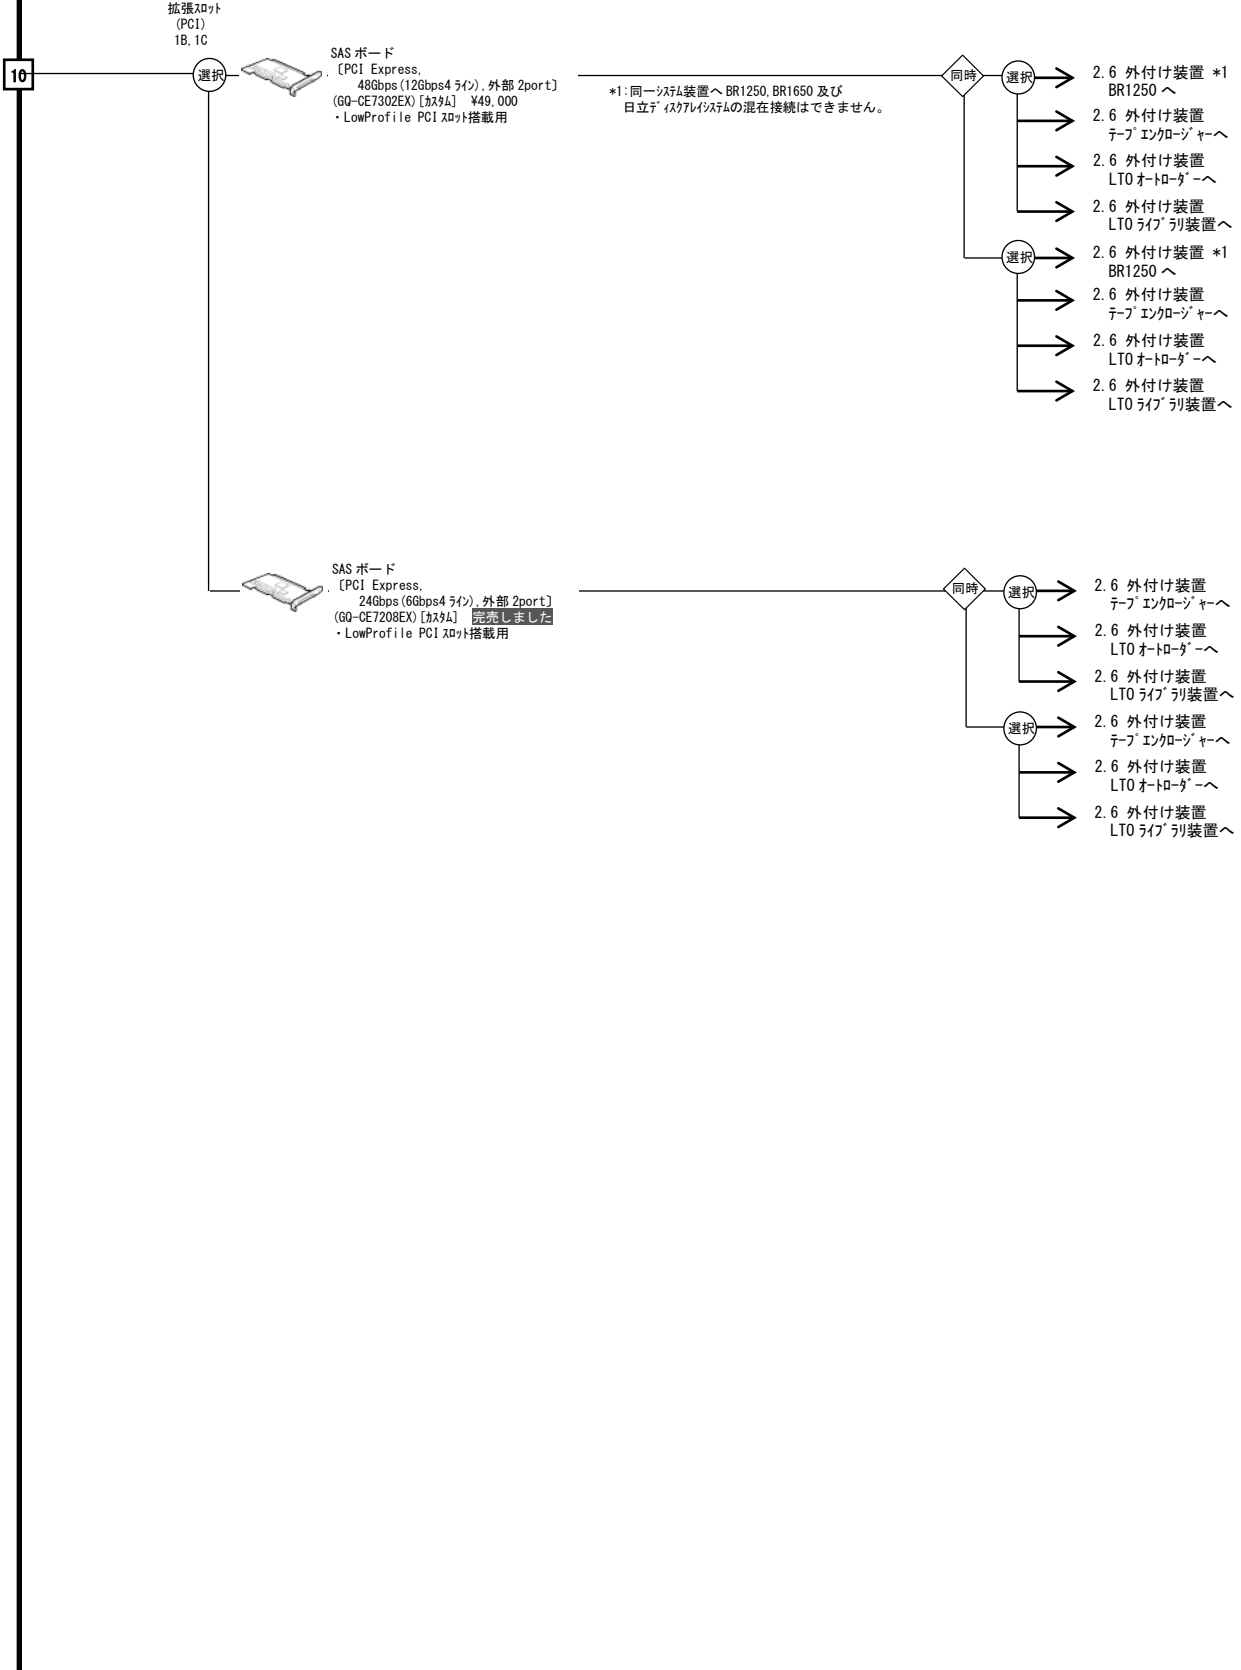 拡張ｽﾛｯﾄ
(PCI)
1B,1C
10
選択
SAS ボード
〔PCI Express,
48Gbps(12Gbps4 ﾗｲﾝ),外部 2port〕
(GQ-CE7302EX)[ｶｽﾀﾑ] ¥49,000
・LowProfile PCI ｽﾛｯﾄ搭載用
*1:同一ｼｽﾃﾑ装置へ BR1250,BR1650 及び
日立ﾃﾞｨｽｸｱﾚｲｼｽﾃﾑの混在接続はできません。
同時
選択
2.6 外付け装置 *1
BR1250 へ
2.6 外付け装置
ﾃｰﾌﾟｴﾝｸﾛｰｼﾞｬｰへ
2.6 外付け装置
LTO ｵｰﾄﾛｰﾀﾞｰへ
2.6 外付け装置
LTO ﾗｲﾌﾞﾗﾘ装置へ
選択
2.6 外付け装置 *1
BR1250 へ
2.6 外付け装置
ﾃｰﾌﾟｴﾝｸﾛｰｼﾞｬｰへ
2.6 外付け装置
LTO ｵｰﾄﾛｰﾀﾞｰへ
2.6 外付け装置
LTO ﾗｲﾌﾞﾗﾘ装置へ
SAS ボード
〔PCI Express,
24Gbps(6Gbps4 ﾗｲﾝ),外部 2port〕
(GQ-CE7208EX)[ｶｽﾀﾑ] 完売しました
・LowProfile PCI ｽﾛｯﾄ搭載用
同時
選択
2.6 外付け装置
ﾃｰﾌﾟｴﾝｸﾛｰｼﾞｬｰへ
2.6 外付け装置
LTO ｵｰﾄﾛｰﾀﾞｰへ
2.6 外付け装置
LTO ﾗｲﾌﾞﾗﾘ装置へ
選択
2.6 外付け装置
ﾃｰﾌﾟｴﾝｸﾛｰｼﾞｬｰへ
2.6 外付け装置
LTO ｵｰﾄﾛｰﾀﾞｰへ
2.6 外付け装置
LTO ﾗｲﾌﾞﾗﾘ装置へ